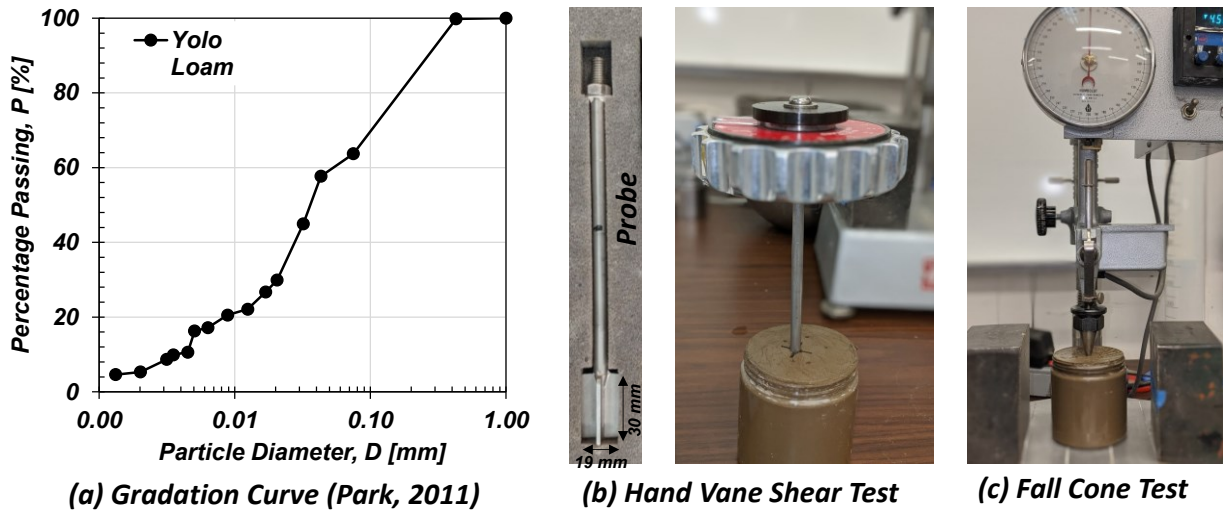 100
80
60
40
20
0
Percentage Passing, P [%]
Yolo
Loam
0.00 0.01 0.10 1.00
Particle Diameter, D [mm]
(a) Gradation Curve (Park, 2011)
Probe
30 mm
19 mm
(b) Hand Vane Shear Test
(c) Fall Cone Test